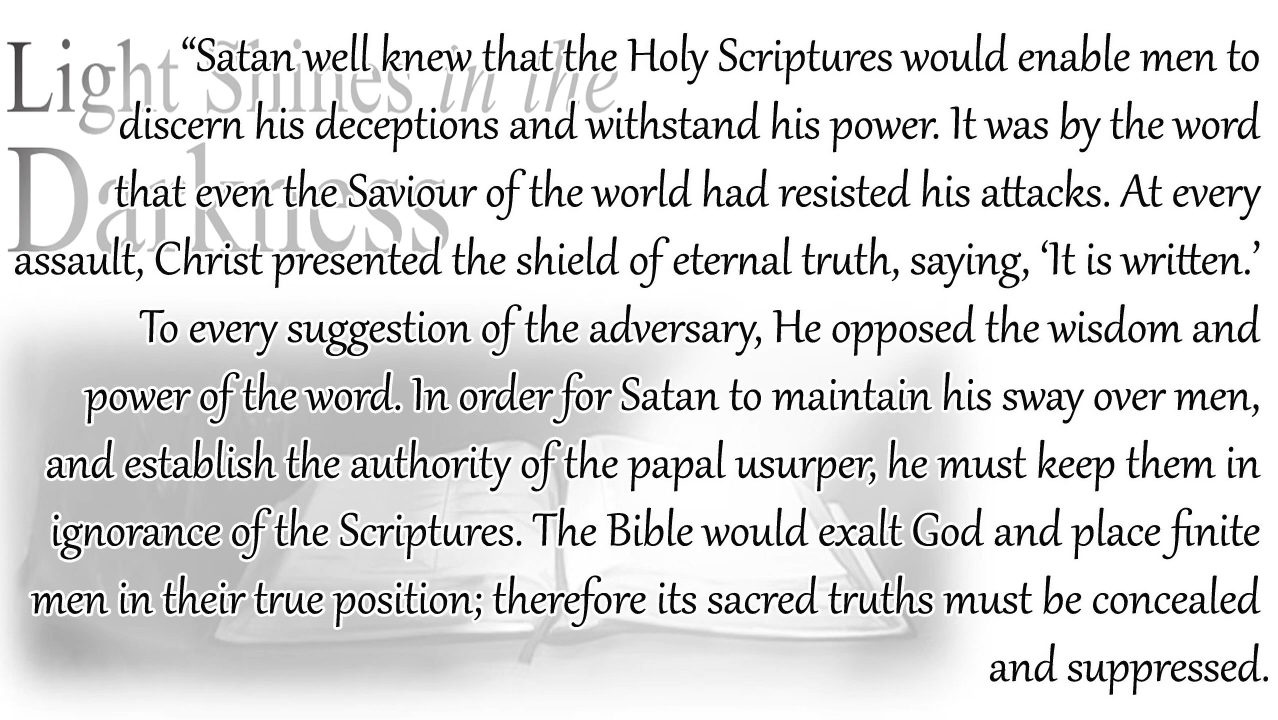 Light Shines in the
Darkness
“Satan well knew that the Holy Scriptures would enable men to
discern his deceptions and withstand his power. It was by the word
that even the Saviour of the world had resisted his attacks. At every
assault, Christ presented the shield of eternal truth, saying, ‘It is written.’
To every suggestion of the adversary, He opposed the wisdom and
power of the word. In order for Satan to maintain his sway over men,
and establish the authority of the papal usurper, he must keep them in
ignorance of the Scriptures. The Bible would exalt God and place finite
men in their true position; therefore its sacred truths must be concealed
and suppressed.